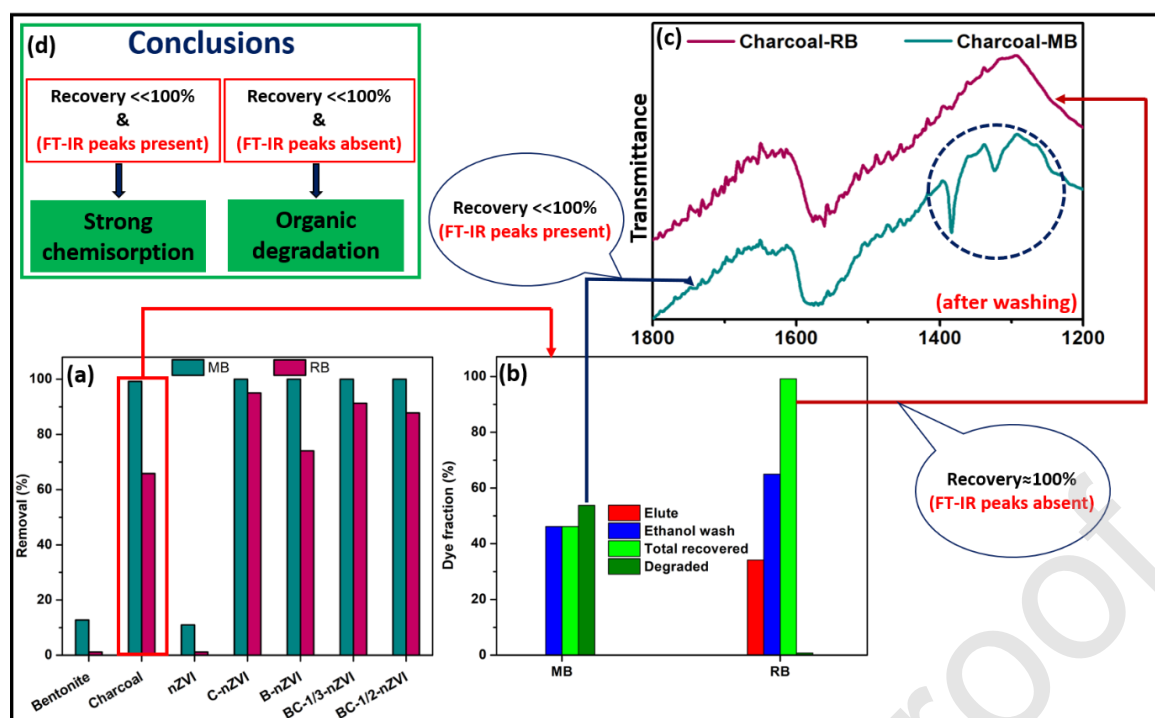 (d)
Conclusions
Recovery <<100%
&
(FT-IR peaks present)
Recovery <<100%
&
(FT-IR peaks absent)
Strong
chemisorption
Organic
degradation
(c)
Charcoal-RB
Charcoal-MB
Transmittance
(after washing)
1800
1600
1400
1200
Recovery <<100%
(FT-IR peaks present)
(a)
MB
RB
Removal (%)
100
80
60
40
20
0
Bentonite
Charcoal
nZVI
C-nZVI
B-nZVI
BC-1/3-nZVI
BC-1/2-nZVI
(b)
Dye fraction (%)
100
80
60
40
20
0
Elute
Ethanol wash
Total recovered
Degraded
MB
RB
Recovery≈100%
(FT-IR peaks absent)
roof